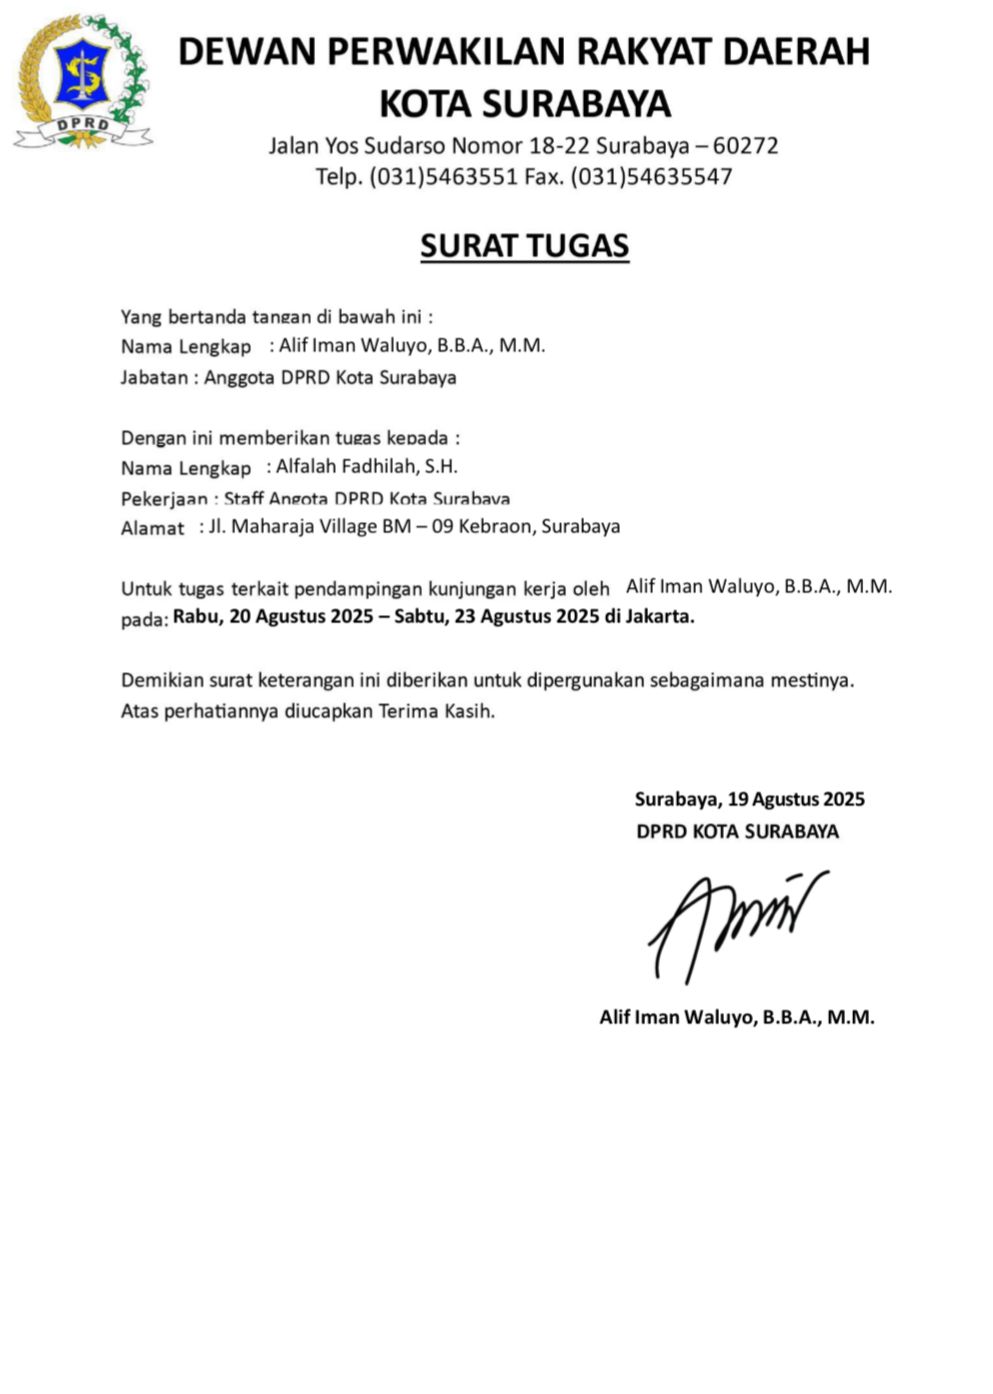 DPRD
DEWAN PERWAKILAN RAKYAT DAERAH
KOTA SURABAYA
Jalan Yos Sudarso Nomor 18-22 Surabaya – 60272
Telp. (031)5463551 Fax. (031)54635547
SURAT TUGAS
Yang bertanda tangan di bawah ini :
Nama Lengkap : Alif Iman Waluyo, B.B.A., M.M.
Jabatan : Anggota DPRD Kota Surabaya
Dengan ini memberikan tugas kepada :
Nama Lengkap : Alfalah Fadhilah, S.H.
Pekerjaan : Staff Angota DPRD Kota Surabaya
Alamat : Jl. Maharaja Village BM – 09 Kebraon, Surabaya
Untuk tugas terkait pendampingan kunjungan kerja oleh Alif Iman Waluyo, B.B.A., M.M.
pada: Rabu, 20 Agustus 2025 – Sabtu, 23 Agustus 2025 di Jakarta.
Demikian surat keterangan ini diberikan untuk dipergunakan sebagaimana mestinya.
Atas perhatiannya diucapkan Terima Kasih.
Surabaya, 19 Agustus 2025
DPRD KOTA SURABAYA
Alif Iman Waluyo, B.B.A., M.M.